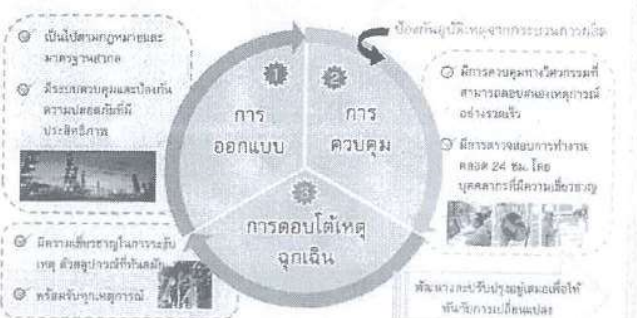 เป็นไปตามกฎหมายและ
มาตรฐานสากล
มีระบบควบคุมและป้องกัน
ความปลอดภัยที่มี
ประสิทธิภาพ
1
การ
ออกแบบ
2
การ
ควบคุม
ป้องกันอุบัติเหตุจากกระบวนการผลิต
มีการควบคุมทางวิศวกรรมที่
สามารถตอบสนองเหตุการณ์
อย่างรวดเร็ว
มีการตรวจสอบการทำงาน
ตลอด 24 ชม. โดย
บุคลากรที่มีความเชี่ยวชาญ
3
การตอบโต้เหตุ
ฉุกเฉิน
มีความเชี่ยวชาญในการระงับ
เหตุ ด้วยอุปกรณ์ที่ทันสมัย
พร้อมรับทุกเหตุการณ์
พัฒนาและปรับปรุงอยู่เสมอเพื่อให้
ทันกับการเปลี่ยนแปลง